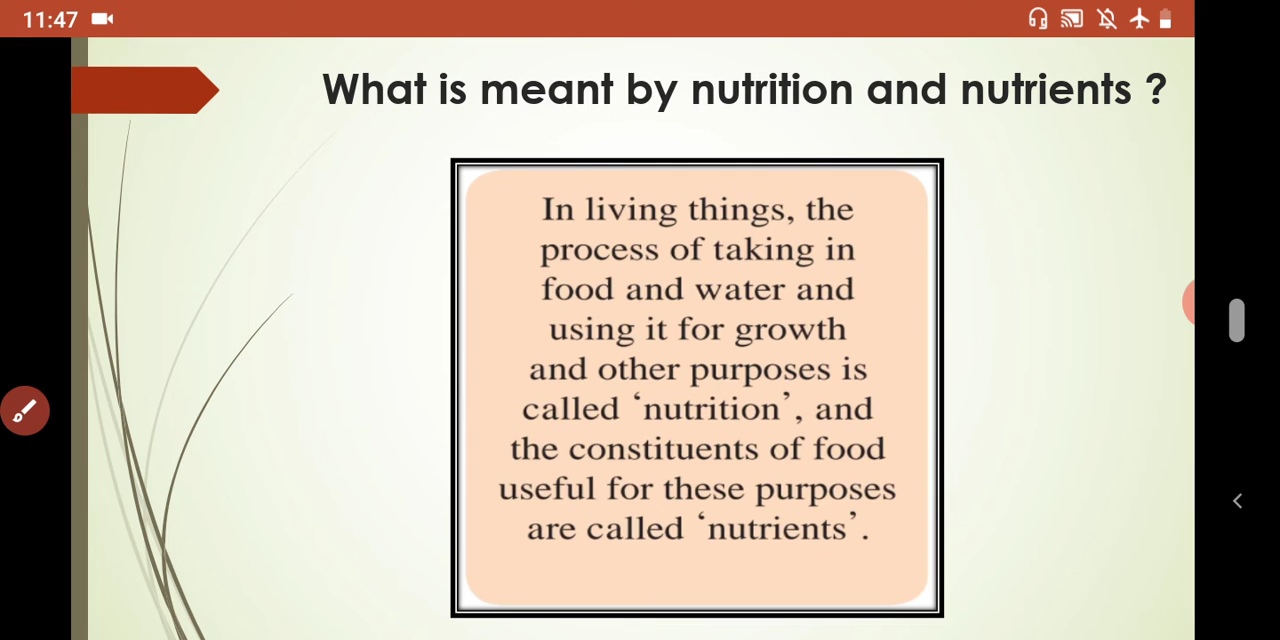 11:47
What is meant by nutrition and nutrients ?
In living things, the
process of taking in
food and water and
using it for growth
and other purposes is
called ‘nutrition’, and
the constituents of food
useful for these purposes
are called ‘nutrients’.